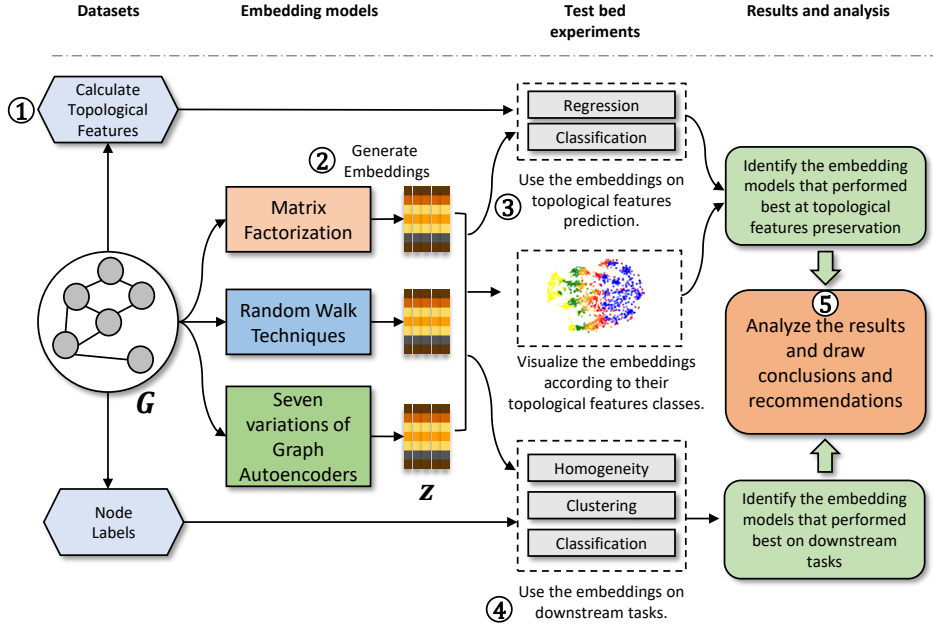 Datasets
Embedding models
Test bed
experiments
Results and analysis
①
Calculate
Topological
Features
②
Generate
Embeddings
Matrix
Factorization
Random Walk
Techniques
Seven
variations of
Graph
Autoencoders
G
z
Node
Labels
Regression
Classification
③
Use the embeddings on
topological features
prediction.
Visualize the embeddings
according to their
topological features classes.
Homogeneity
Clustering
Classification
④
Use the embeddings on
downstream tasks.
Identify the embedding
models that performed
best at topological
features preservation
⑤
Analyze the results
and draw
conclusions and
recommendations
Identify the embedding
models that performed
best on downstream
tasks